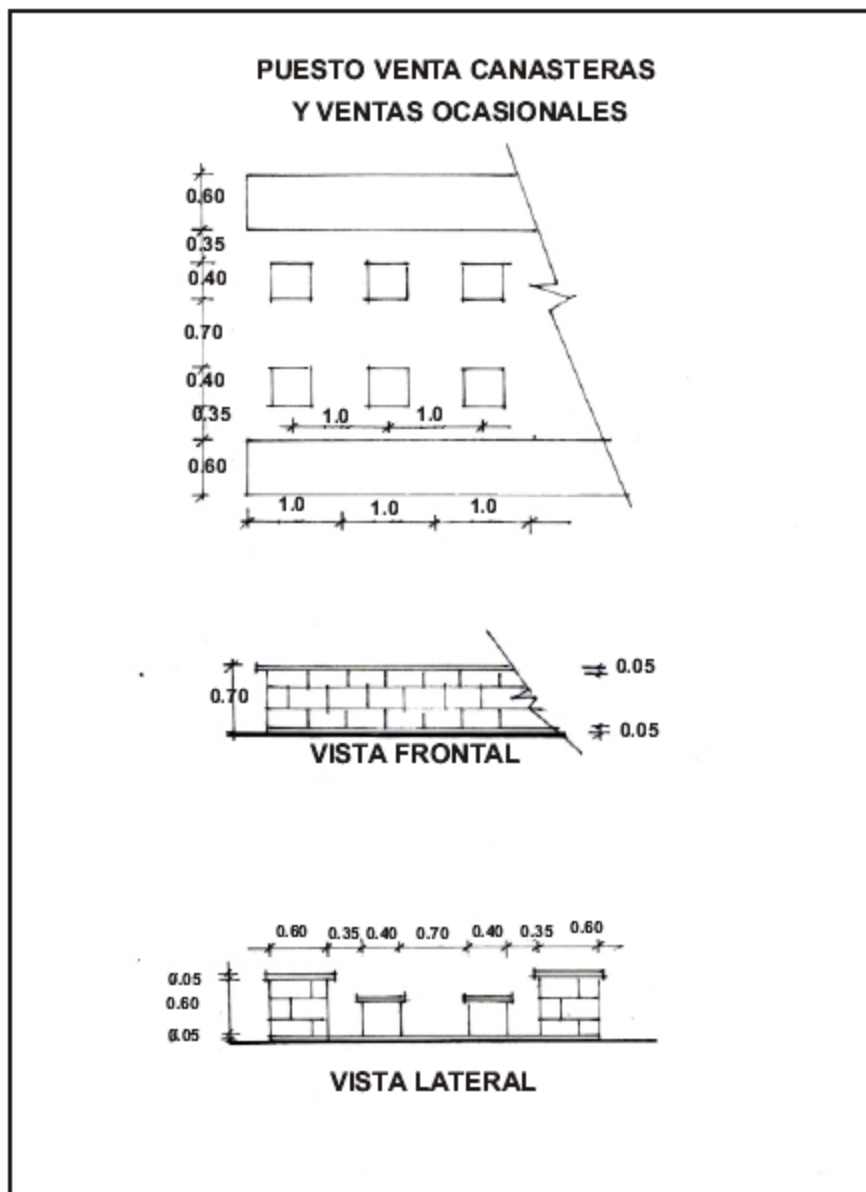 PUESTO VENTA CANASTERAS
Y VENTAS OCASIONALES
0.60
0.35
0.40
0.70
0.40
0.35
1.0 1.0
0.60
1.0 1.0 1.0
0.05
0.70
0.05
VISTA FRONTAL
0.60 0.35 0.40 0.70 0.40 0.35 0.60
0.05
0.60
0.05
VISTA LATERAL